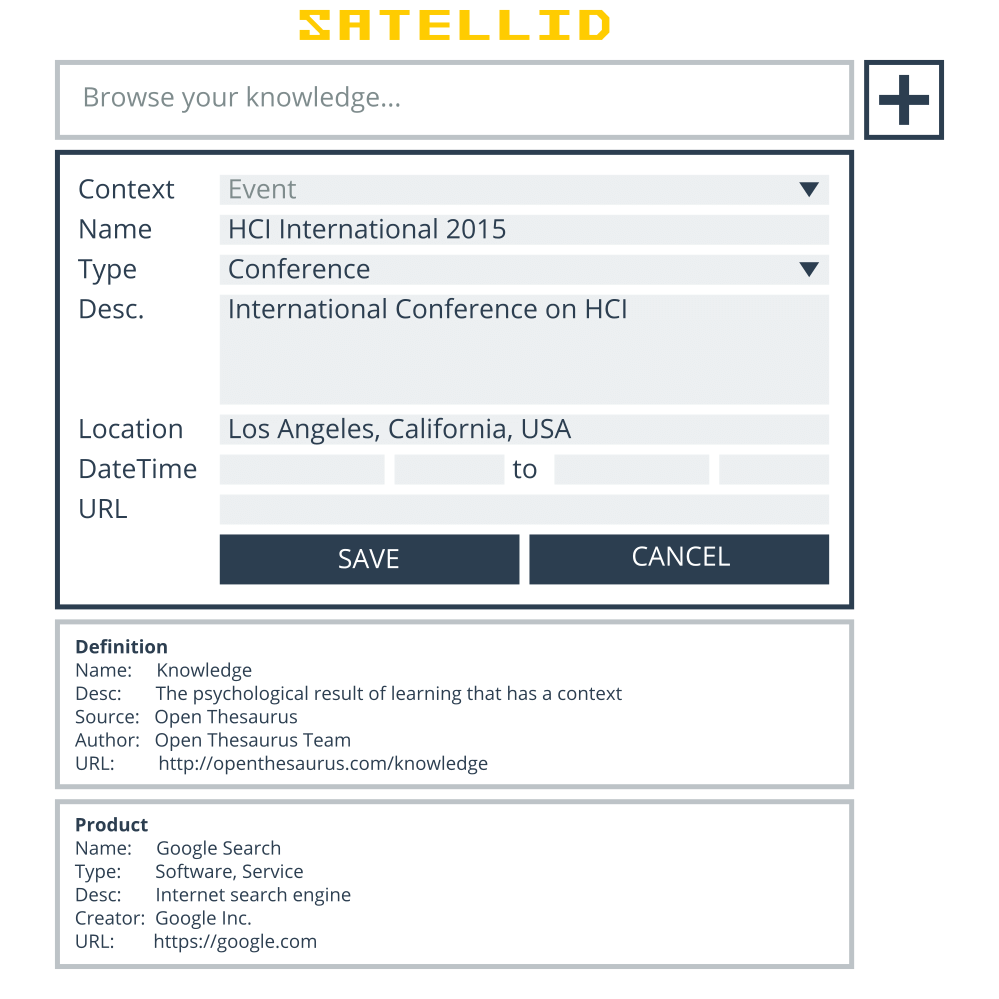 SATELLID
Browse your knowledge...
Context Event
Name HCI International 2015
Type Conference
Desc. International Conference on HCI
Location Los Angeles, California, USA
DateTime to
URL
SAVE CANCEL
Definition
Name: Knowledge
Desc: The psychological result of learning that has a context
Source: Open Thesaurus
Author: Open Thesaurus Team
URL: http://openthesaurus.com/knowledge
Product
Name: Google Search
Type: Software, Service
Desc: Internet search engine
Creator: Google Inc.
URL: https://google.com